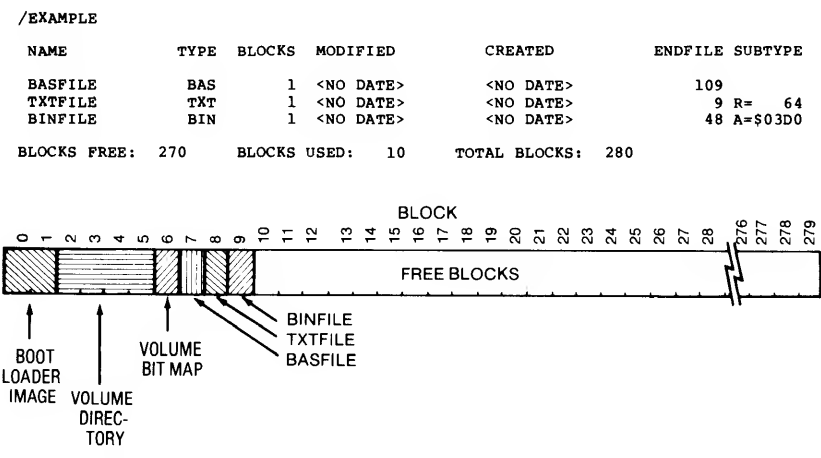 /EXAMPLE
NAME TYPE BLOCKS MODIFIED CREATED ENDFILE SUBTYPE
BASFILE BAS 1 <NO DATE> <NO DATE> 109
TXTFILE TXT 1 <NO DATE> <NO DATE> 9 R= 64
BINFILE BIN 1 <NO DATE> <NO DATE> 48 A=$03D0
BLOCKS FREE: 270 BLOCKS USED: 10 TOTAL BLOCKS: 280
BLOCK
0 1 2 3 4 5 6 7 8 9 10 11 12 13 14 15 16 17 18 19 20 21 22 23 24 25 26 27 28 276 277 278 279
FREE BLOCKS
BINFILE
TXTFILE
BASFILE
VOLUME
BIT MAP
BOOT
LOADER
IMAGE
VOLUME
DIREC-
TORY